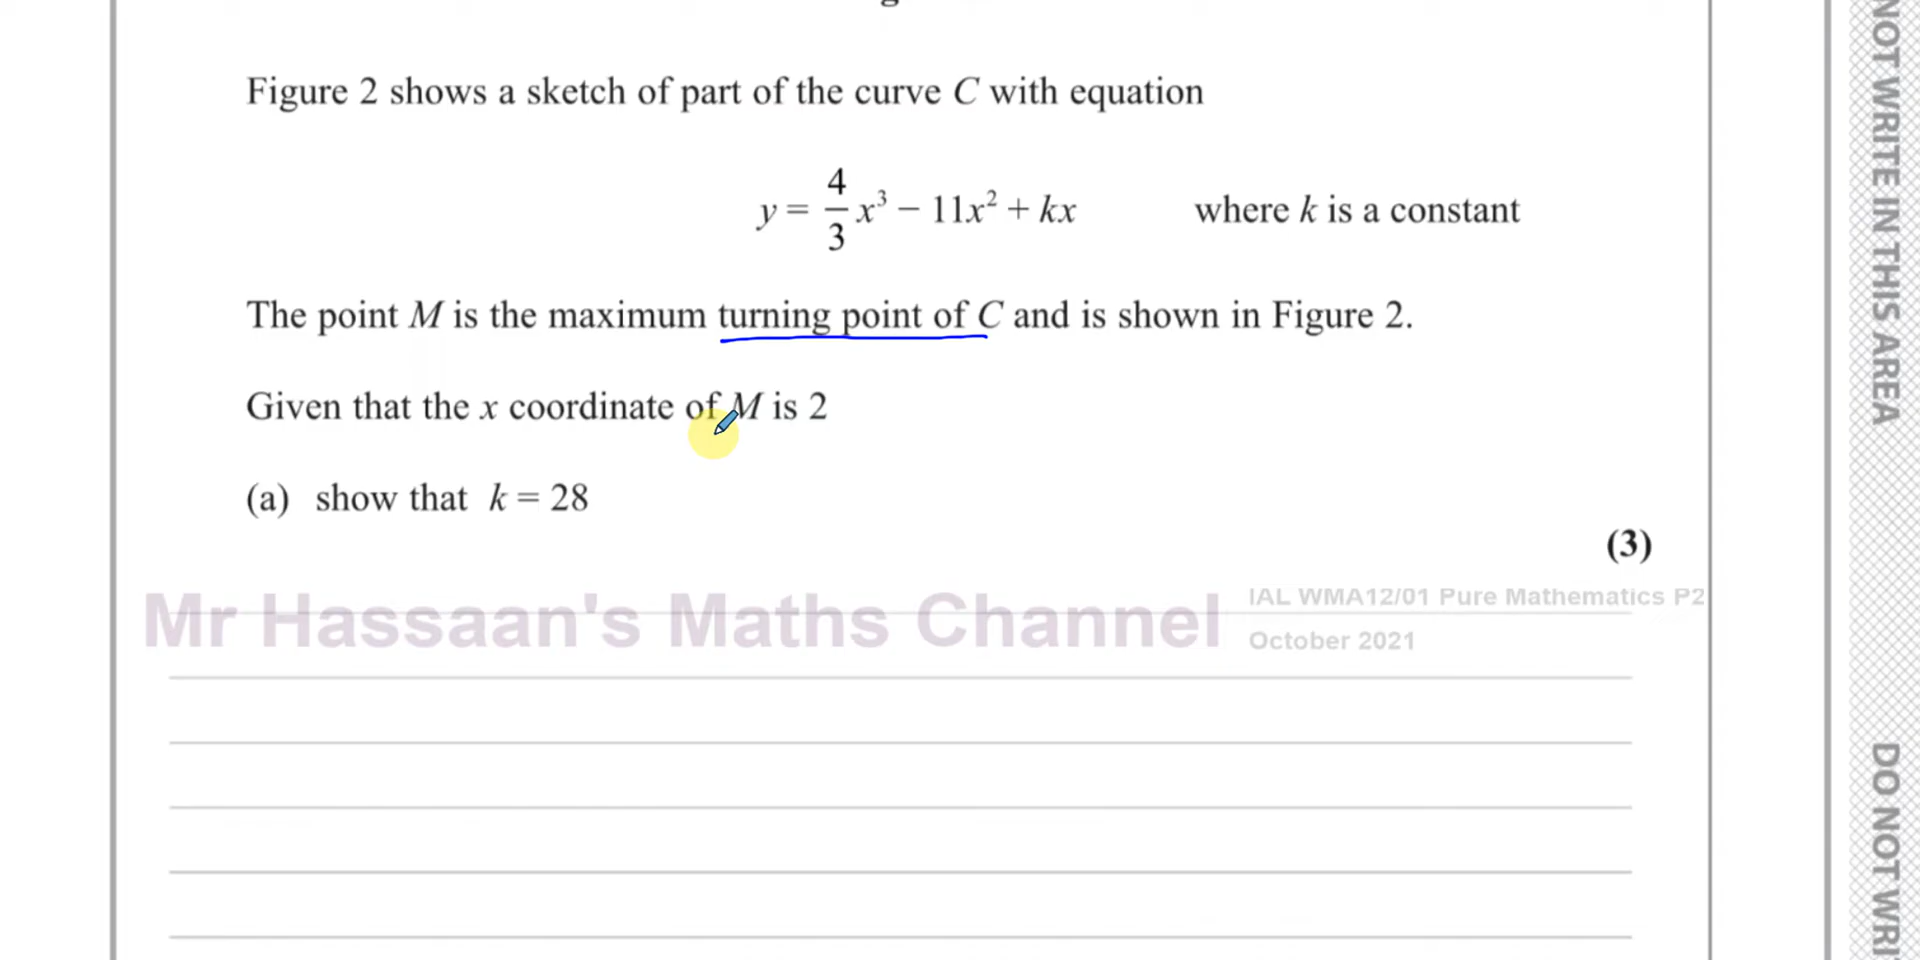 Figure 2 shows a sketch of part of the curve C with equation
y = 4/3 x³ − 11x² + kx where k is a constant
The point M is the maximum turning point of C and is shown in Figure 2.
Given that the x coordinate of M is 2
(a) show that k = 28
(3)
Mr Hassaan's Maths Channel
IAL WMA12/01 Pure Mathematics P2
October 2021
NOT WRITE IN THIS AREA
DO NOT WRI